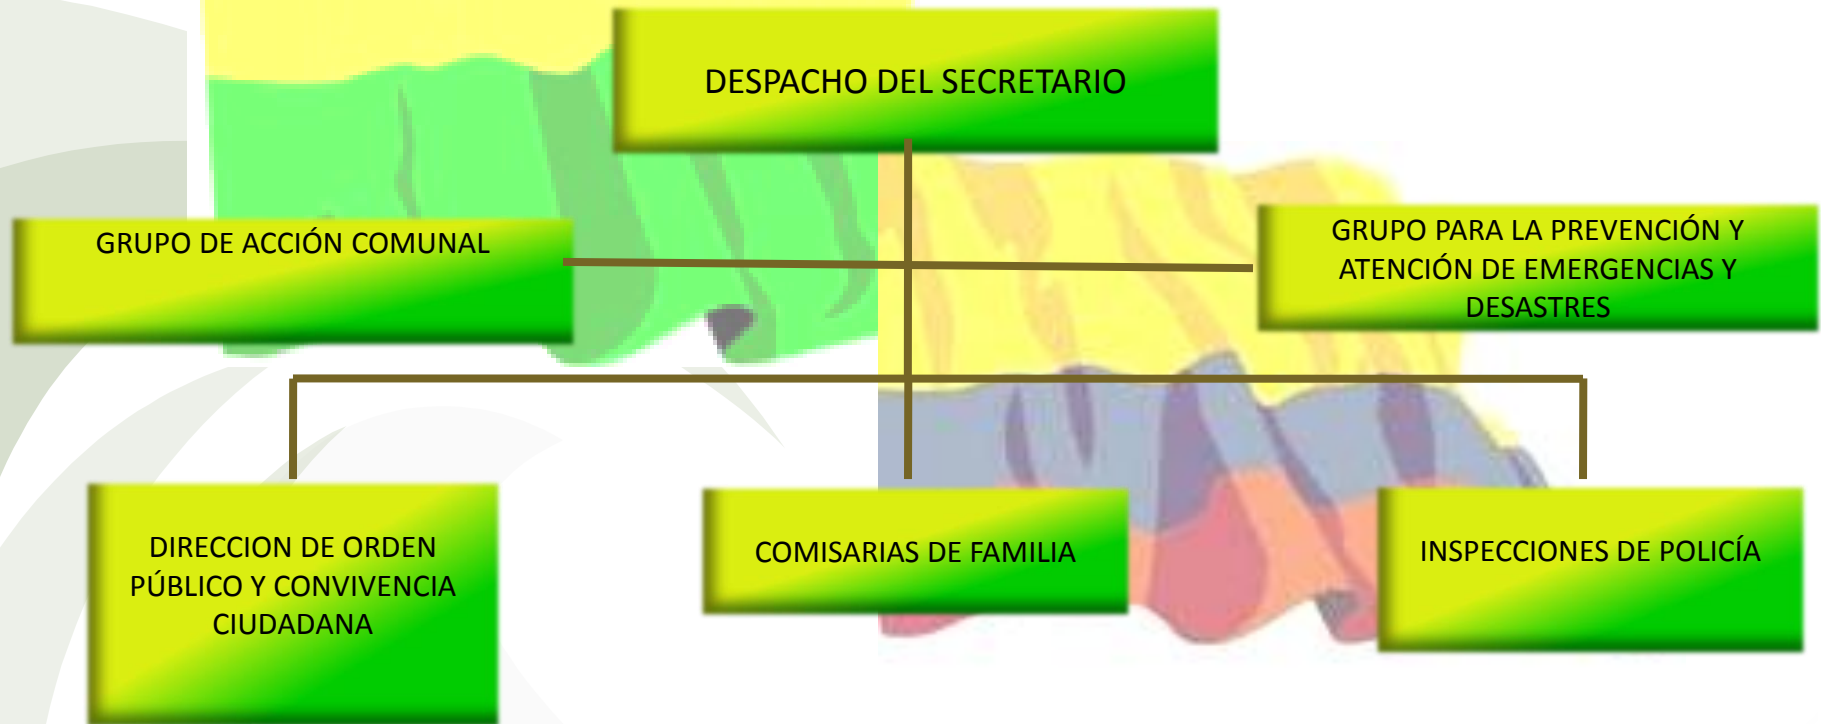 DESPACHO DEL SECRETARIO
GRUPO DE ACCIÓN COMUNAL
GRUPO PARA LA PREVENCIÓN Y
ATENCIÓN DE EMERGENCIAS Y
DESASTRES
DIRECCION DE ORDEN
PÚBLICO Y CONVIVENCIA
CIUDADANA
COMISARIAS DE FAMILIA
INSPECCIONES DE POLICÍA